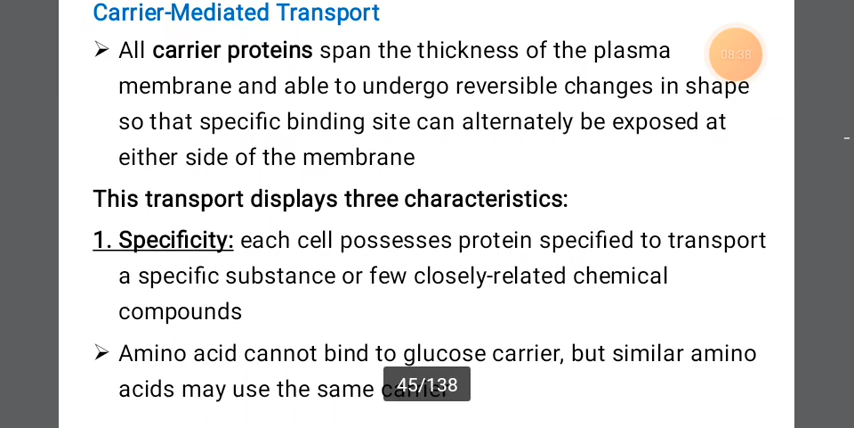 Carrier-Mediated Transport
➢ All carrier proteins span the thickness of the plasma
08:38
membrane and able to undergo reversible changes in shape
so that specific binding site can alternately be exposed at
either side of the membrane
This transport displays three characteristics:
1. Specificity: each cell possesses protein specified to transport
a specific substance or few closely-related chemical
compounds
➢ Amino acid cannot bind to glucose carrier, but similar amino
acids may use the same carrier
45/138